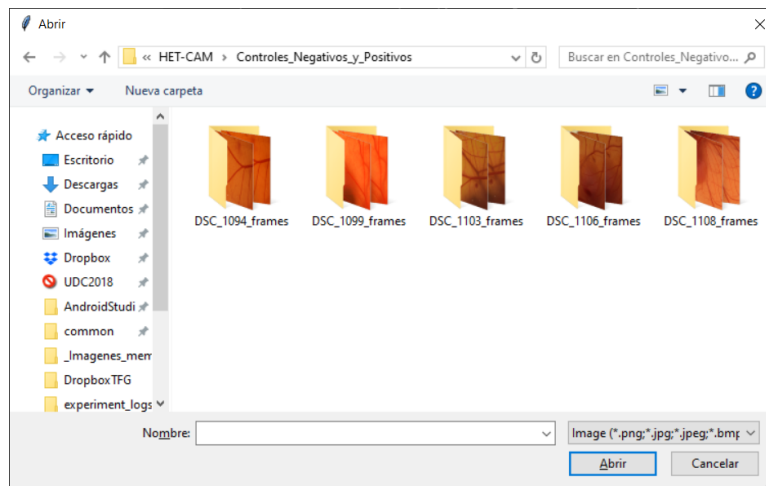 Abrir
« HET-CAM › Controles_Negativos_y_Positivos
Buscar en Controles_Negativo...
Organizar
Nueva carpeta
Acceso rápido
Escritorio
Descargas
Documentos
Imágenes
Dropbox
UDC2018
AndroidStudi
common
_Imagenes_mem
DropboxTFG
experiment_logs
DSC_1094_frames
DSC_1099_frames
DSC_1103_frames
DSC_1106_frames
DSC_1108_frames
Nombre:
Image (*.png;*.jpg;*.jpeg;*.bmp
Abrir
Cancelar